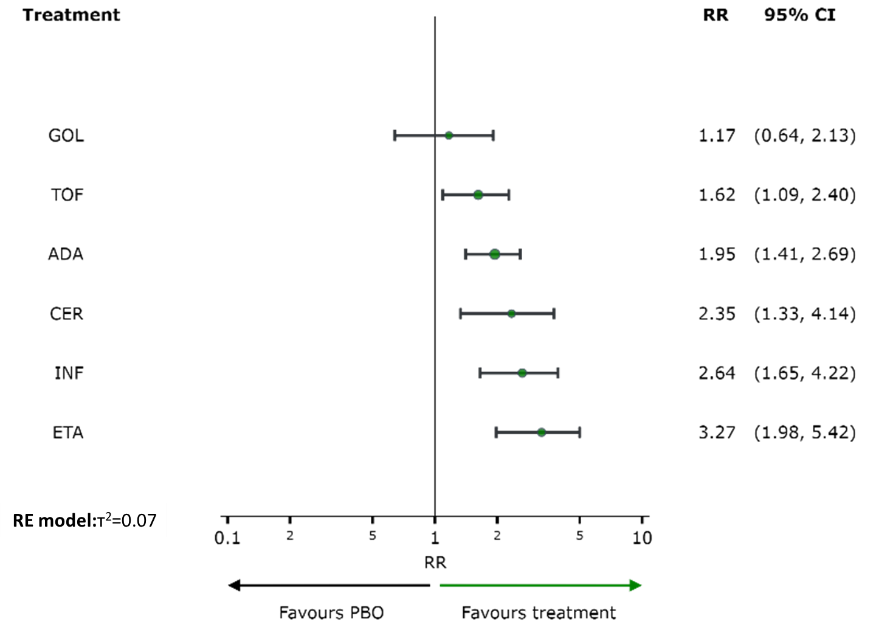 Treatment RR 95% CI
GOL 1.17 (0.64, 2.13)
TOF 1.62 (1.09, 2.40)
ADA 1.95 (1.41, 2.69)
CER 2.35 (1.33, 4.14)
INF 2.64 (1.65, 4.22)
ETA 3.27 (1.98, 5.42)
RE model:τ²=0.07
0.1 2 5 1 2 5 10
RR
Favours PBO Favours treatment